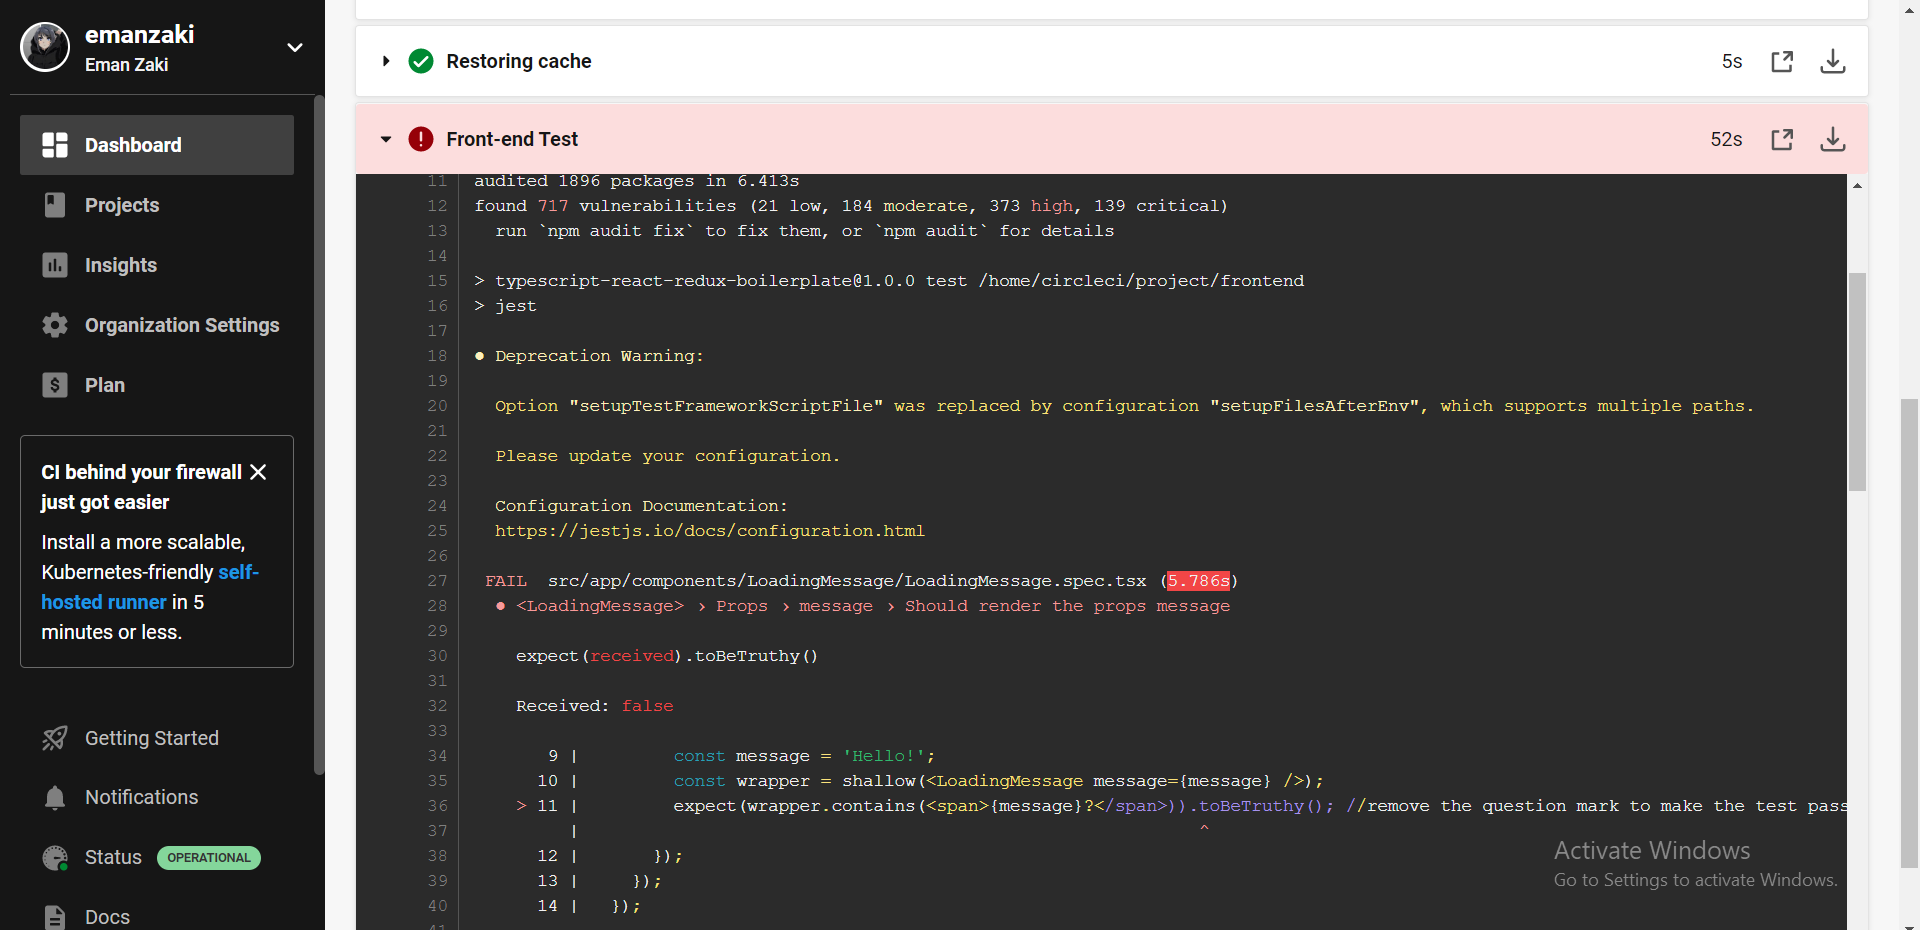 emanzaki
Eman Zaki
Dashboard
Projects
Insights
Organization Settings
Plan
CI behind your firewall
just got easier
Install a more scalable,
Kubernetes-friendly self-
hosted runner in 5
minutes or less.
Getting Started
Notifications
Status OPERATIONAL
Docs
Restoring cache 5s
Front-end Test 52s
11 audited 1896 packages in 6.413s
12 found 717 vulnerabilities (21 low, 184 moderate, 373 high, 139 critical)
13 run `npm audit fix` to fix them, or `npm audit` for details
14
15 > typescript-react-redux-boilerplate@1.0.0 test /home/circleci/project/frontend
16 > jest
17
18 ● Deprecation Warning:
19
20 Option "setupTestFrameworkScriptFile" was replaced by configuration "setupFilesAfterEnv", which supports multiple paths.
21
22 Please update your configuration.
23
24 Configuration Documentation:
25 https://jestjs.io/docs/configuration.html
26
27 FAIL src/app/components/LoadingMessage/LoadingMessage.spec.tsx (5.786s)
28 ● <LoadingMessage> › Props › message › Should render the props message
29
30 expect(received).toBeTruthy()
31
32 Received: false
33
34 9 | const message = 'Hello!';
35 10 | const wrapper = shallow(<LoadingMessage message={message} />);
36 > 11 | expect(wrapper.contains(<span>{message}?</span>)).toBeTruthy(); //remove the question mark to make the test pass
37 | ^
38 12 | });
39 13 | });
40 14 | });
41
Activate Windows
Go to Settings to activate Windows.